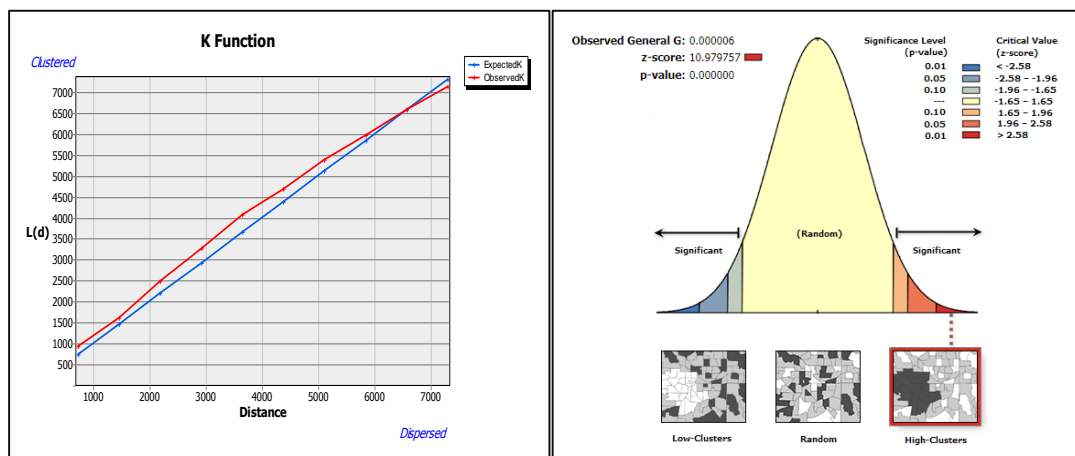 K Function
Clustered
ExpectedK
ObservedK
7000
6500
6000
5500
5000
4500
4000
L(d)
3500
3000
2500
2000
1500
1000
500
1000 2000 3000 4000 5000 6000 7000
Distance
Dispersed
Observed General G: 0.000006
z-score: 10.979757
p-value: 0.000000
Significance Level
(p-value)
Critical Value
(z-score)
0.01 < -2.58
0.05 -2.58 – -1.96
0.10 -1.96 – -1.65
--- -1.65 – 1.65
0.10 1.65 – 1.96
0.05 1.96 – 2.58
0.01 > 2.58
(Random)
Significant
Significant
Low-Clusters
Random
High-Clusters